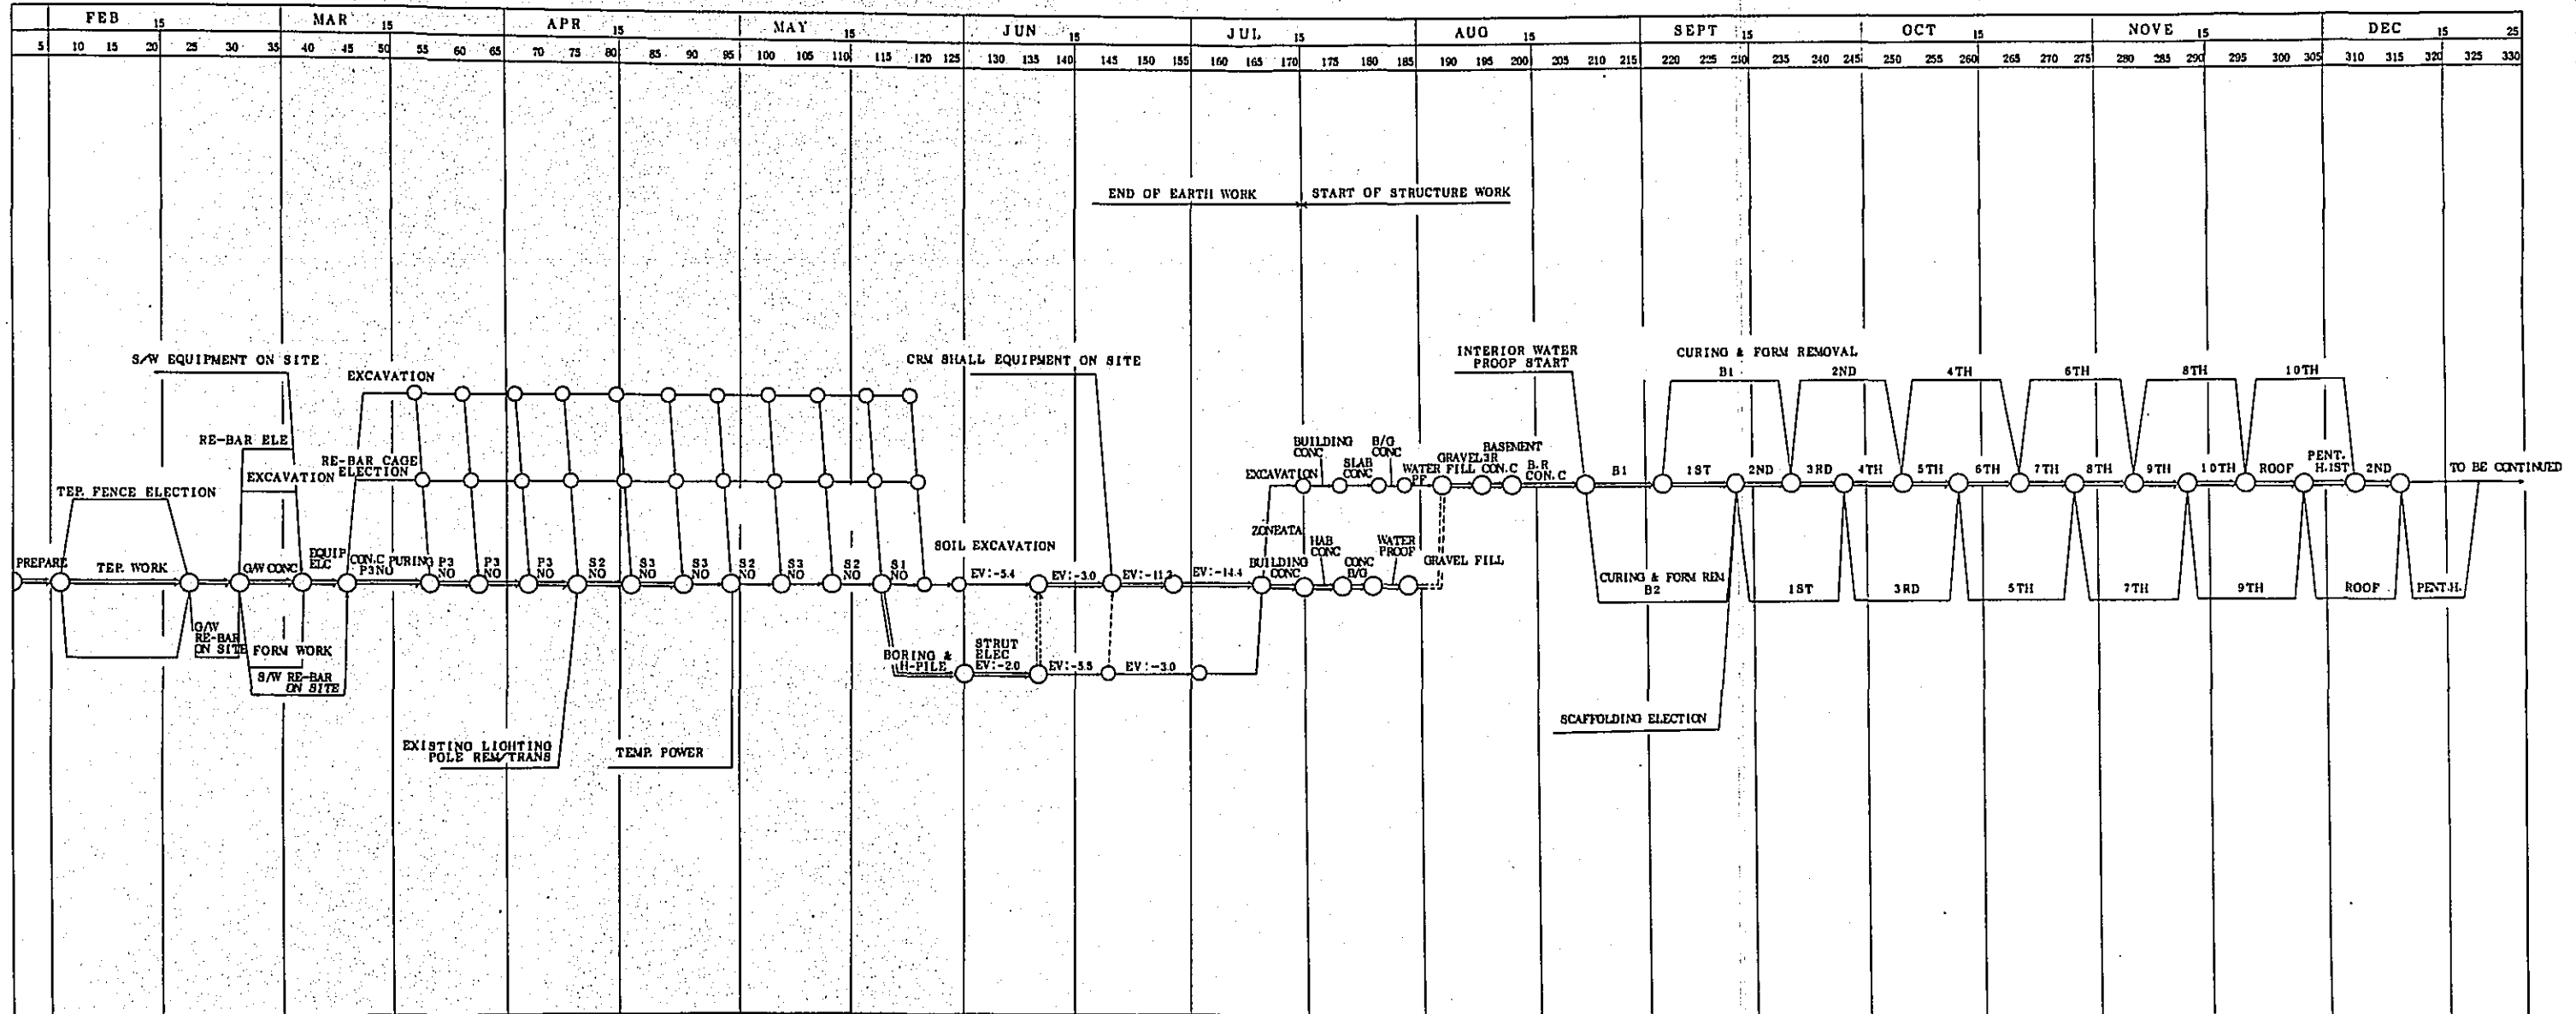 FEB 15 MAR 15 APR 15 MAY 15 JUN 15 JUL 15 AUG 15 SEPT 15 OCT 15 NOVE 15 DEC 15 25
5 10 15 20 25 30 35 40 45 50 55 60 65 70 75 80 85 90 95 100 105 110 115 120 125 130 135 140 145 150 155 160 165 170 175 180 185 190 195 200 205 210 215 220 225 230 235 240 245 250 255 260 265 270 275 280 285 290 295 300 305 310 315 320 325 330
END OF EARTH WORK START OF STRUCTURE WORK
S/W EQUIPMENT ON SITE
EXCAVATION
CRM SHALL EQUIPMENT ON SITE
INTERIOR WATER
PROOF START
CURING & FORM REMOVAL
B1 2ND 4TH 6TH 8TH 10TH
RE-BAR ELE
RE-BAR CAGE
ELECTION
EXCAVATION
TEP. FENCE ELECTION
EXCAVATION
BUILDING
CONC
SLAB
CONC
B/G
CONC
WATER
PF
GRAVEL
FILL
BASEMENT
CON.C
B.R
CON.C
B1 1ST 2ND 3RD 4TH 5TH 6TH 7TH 8TH 9TH 10TH ROOF
PENT.
H.1ST
2ND
TO BE CONTINUED
PREPARE
TEP. WORK
G/W CONC
EQUIP
ELC
CON.C PURING
P3 NO
P3
NO
P3
NO
P3
NO
S2
NO
S3
NO
S3
NO
S2
NO
S3
NO
S2
NO
S1
NO
SOIL EXCAVATION
EV:-5.4 EV:-3.0 EV:-11.2 EV:-14.4
ZONEATA
BUILDING
CONC
HAB
CONC
CONC
B/G
WATER
PROOF
GRAVEL FILL
CURING & FORM REM
B2
1ST 3RD 5TH 7TH 9TH ROOF PENT.H.
G/W
RE-BAR
ON SITE
FORM WORK
S/W RE-BAR
ON SITE
BORING &
H-PILE
STRUT
ELEC
EV:-2.0 EV:-5.5 EV:-3.0
SCAFFOLDING ELECTION
EXISTING LIGHTING
POLE REM/TRANS
TEMP. POWER